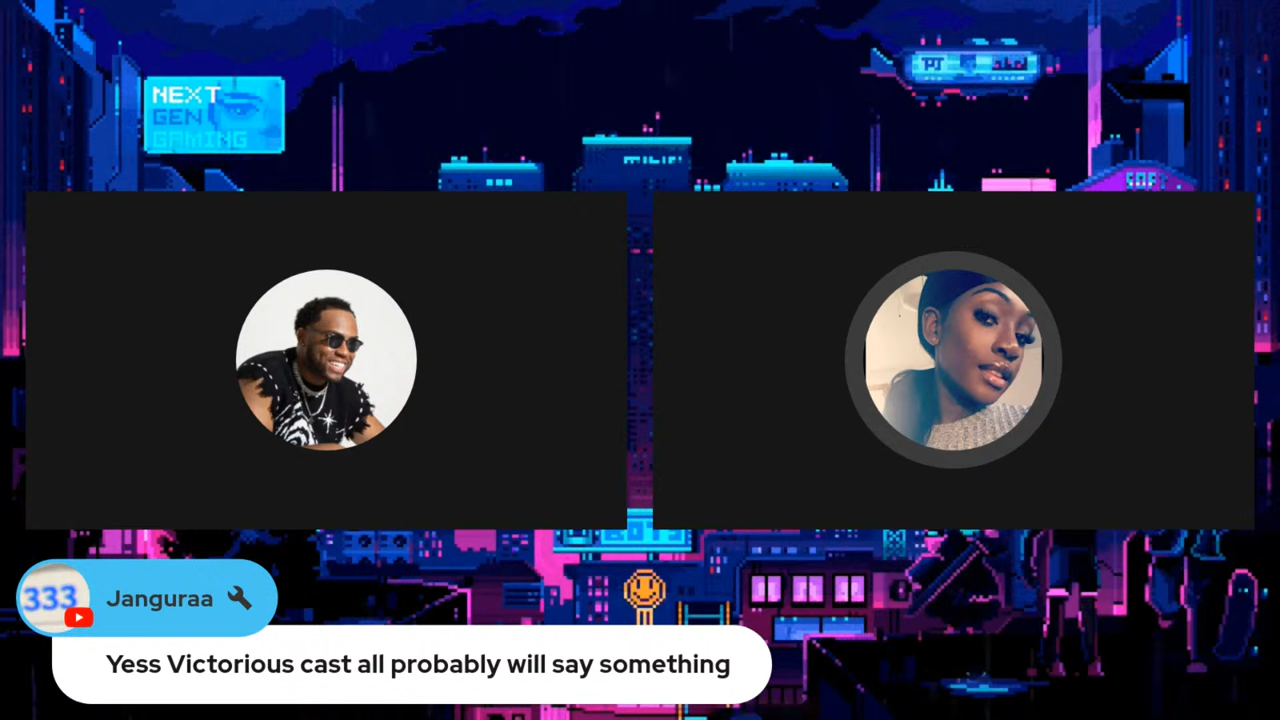 NEXT
GEN
GAMING
333
Janguraa
Yess Victorious cast all probably will say something